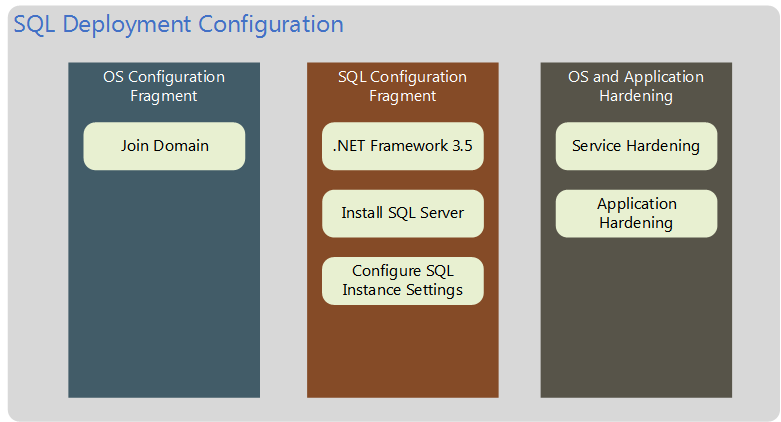 SQL Deployment Configuration
OS Configuration
Fragment
Join Domain
SQL Configuration
Fragment
.NET Framework 3.5
Install SQL Server
Configure SQL
Instance Settings
OS and Application
Hardening
Service Hardening
Application
Hardening